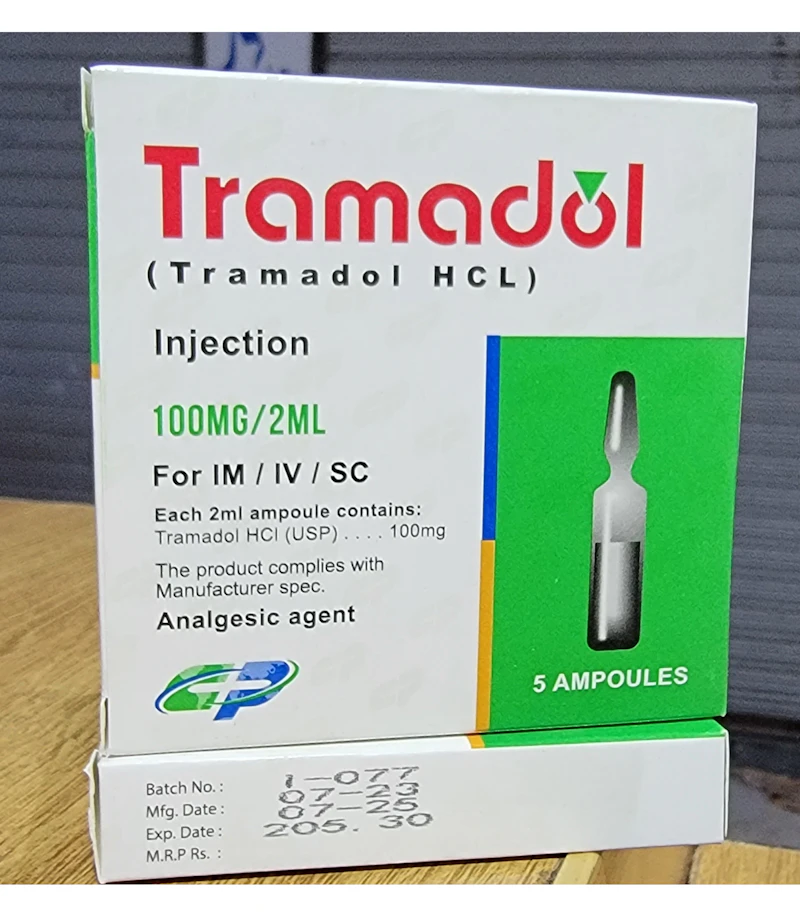 Tramadol
(Tramadol HCL)
Injection
100MG/2ML
For IM / IV / SC
Each 2ml ampoule contains:
Tramadol HCl (USP) .... 100mg
The product complies with
Manufacturer spec.
Analgesic agent
5 AMPOULES
Batch No. : 1-077
Mfg. Date : 07-23
Exp. Date : 07-25
M.R.P Rs. : 205.30